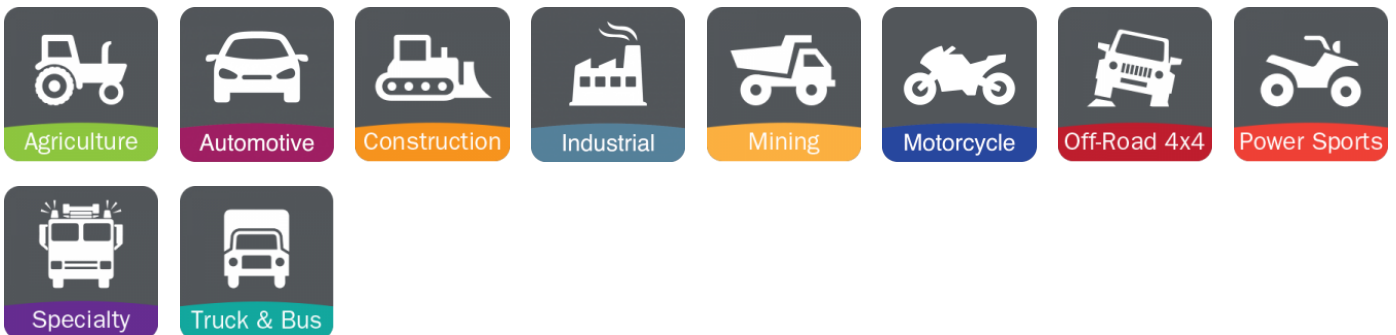 Agriculture
Automotive
Construction
Industrial
Mining
Motorcycle
Off-Road 4x4
Power Sports
Specialty
Truck & Bus